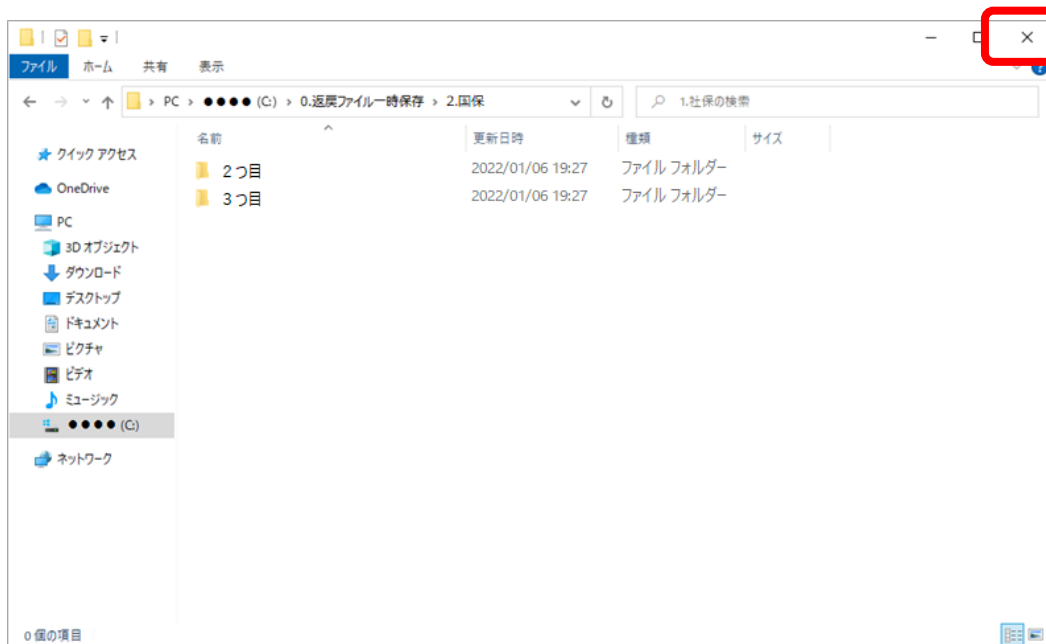 ファイル ホーム 共有 表示
PC › ●●●● (C:) › 0.返戻ファイル一時保存 › 2.国保 1.社保の検索
名前 更新日時 種類 サイズ
クイック アクセス
２つ目 2022/01/06 19:27 ファイル フォルダー
OneDrive
３つ目 2022/01/06 19:27 ファイル フォルダー
PC
3D オブジェクト
ダウンロード
デスクトップ
ドキュメント
ピクチャ
ビデオ
ミュージック
●●●● (C:)
ネットワーク
0 個の項目